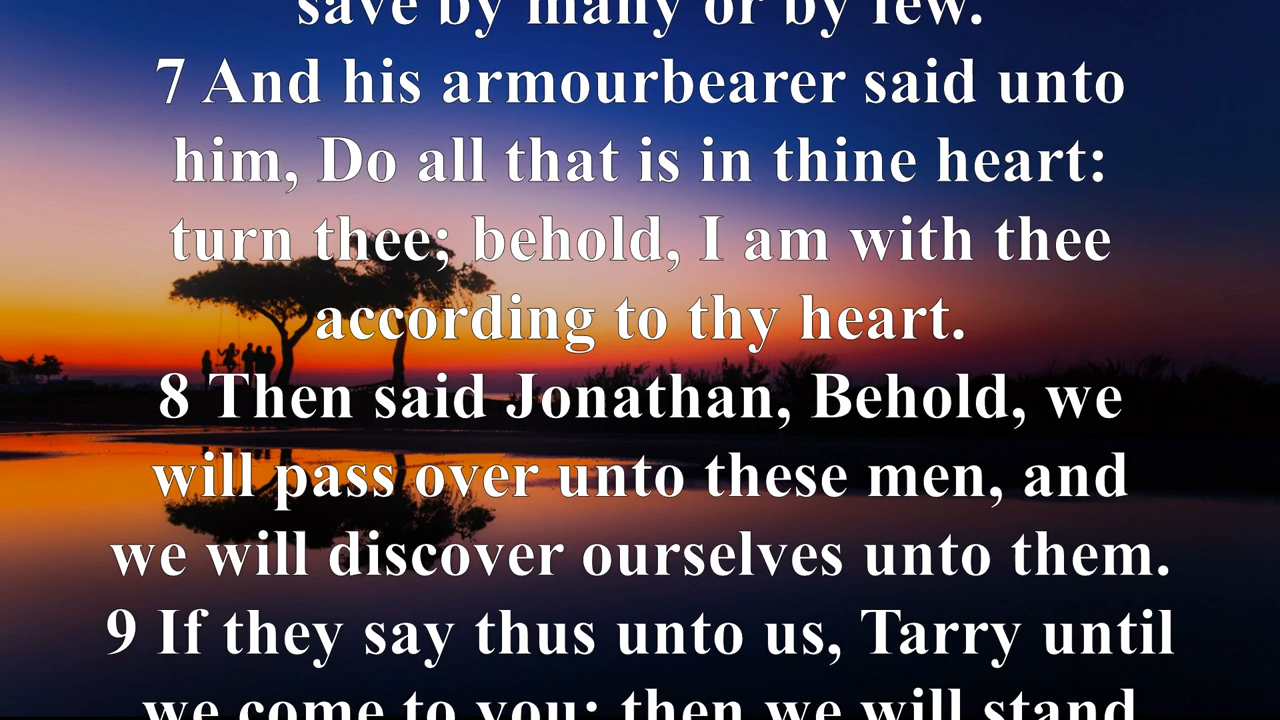 save by many or by few.
7 And his armourbearer said unto
him, Do all that is in thine heart:
turn thee; behold, I am with thee
according to thy heart.
8 Then said Jonathan, Behold, we
will pass over unto these men, and
we will discover ourselves unto them.
9 If they say thus unto us, Tarry until
we come to you; then we will stand